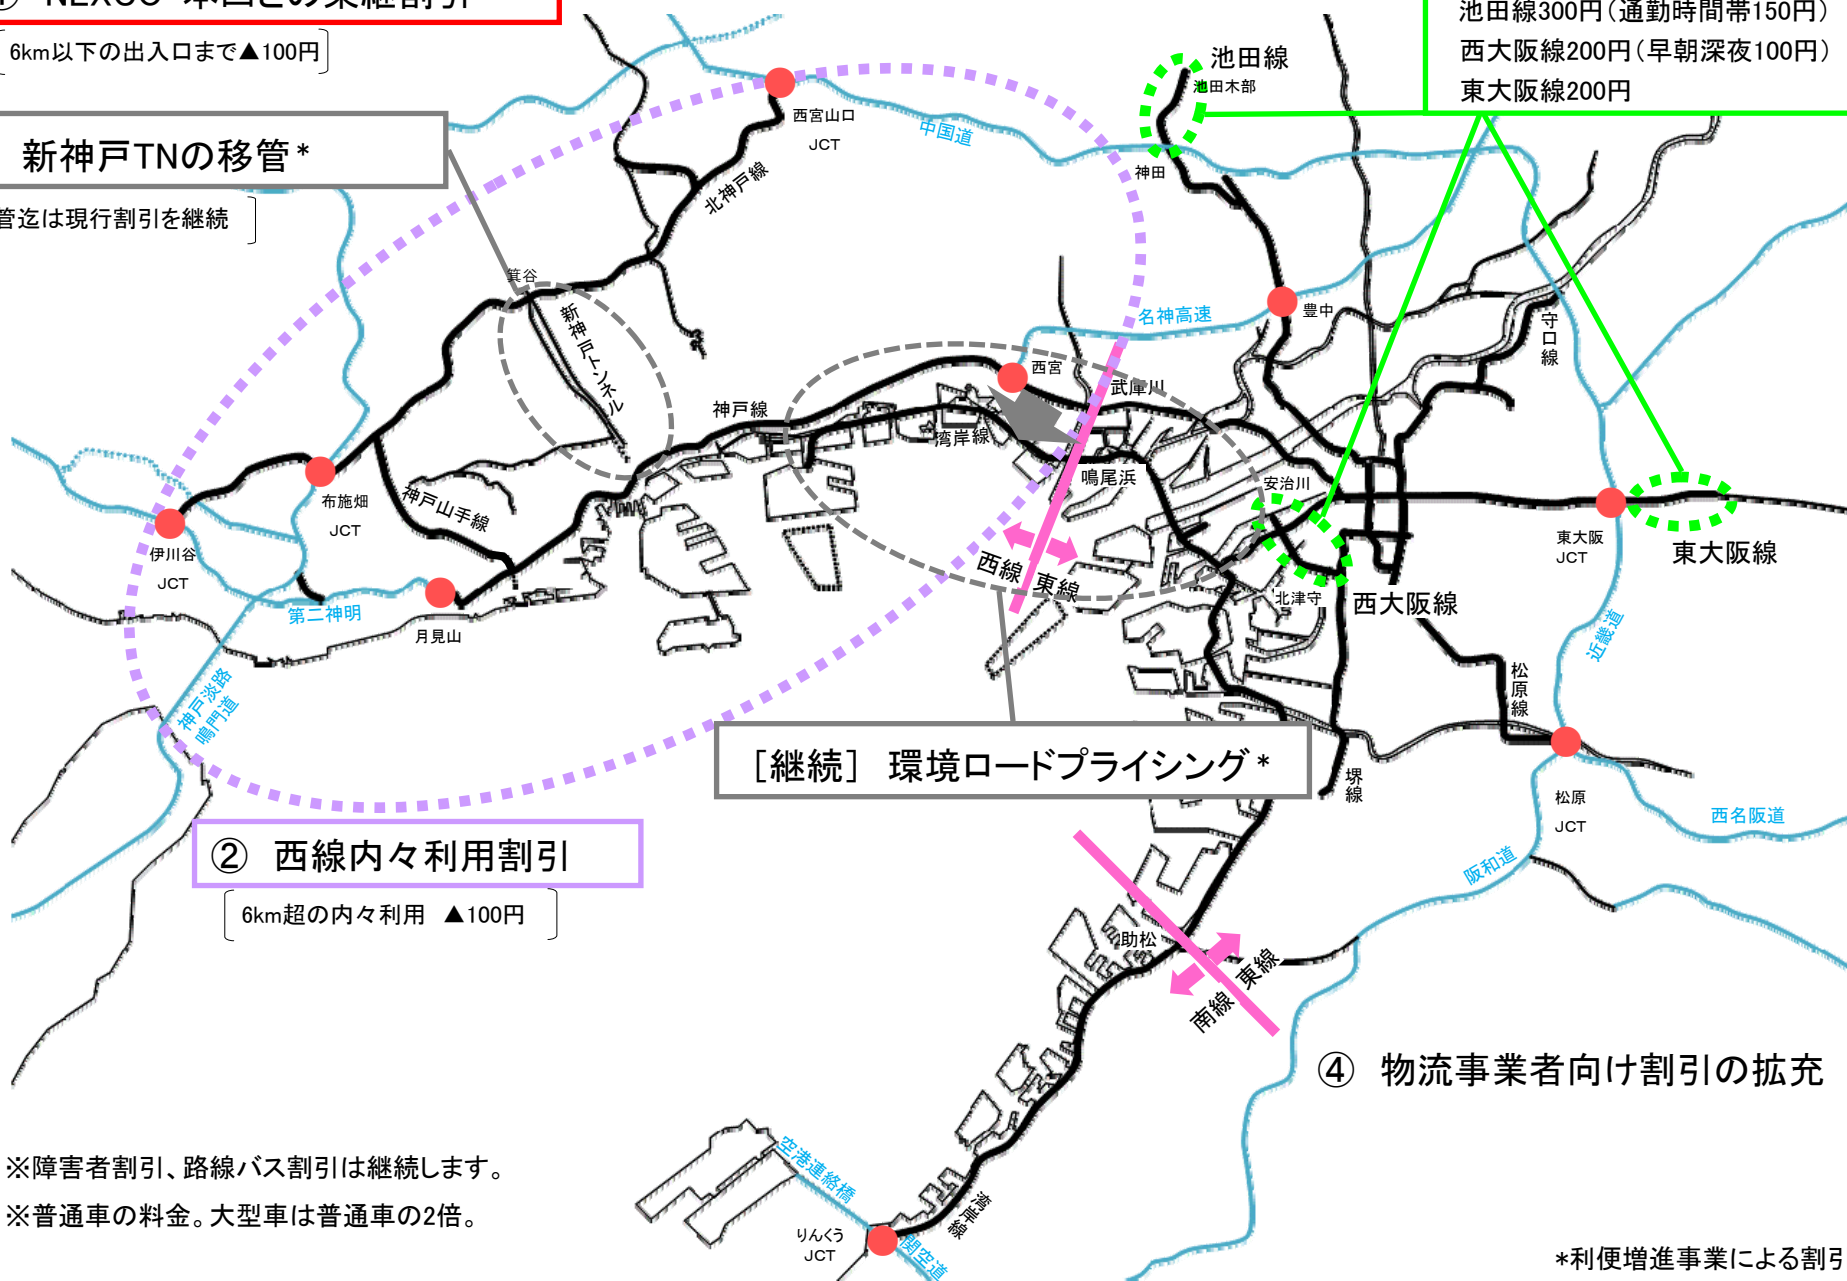 NEXCO
6km以下の出入口まで▲100円
池田線300円（通勤時間帯150円）
西大阪線200円（早朝深夜100円）
東大阪線200円
新神戸TNの移管*
管迄は現行割引を継続
池田線
池田木部
西宮山口
JCT
中国道
神田
北神戸線
箕谷
新神戸トンネル
名神高速
豊中
守口線
西宮
武庫川
神戸線
湾岸線
鳴尾浜
安治川
布施畑
JCT
神戸山手線
伊川谷
JCT
第二神明
月見山
西線 東線
北津守
西大阪線
東大阪
JCT
東大阪線
近畿道
神戸淡路
鳴門道
松原線
［継続］ 環境ロードプライシング*
堺線
松原
JCT
西名阪道
阪和道
② 西線内々利用割引
6km超の内々利用 ▲100円
助松
南線 東線
④ 物流事業者向け割引の拡充
※障害者割引、路線バス割引は継続します。
※普通車の料金。大型車は普通車の2倍。
空港連絡橋
りんくう
JCT
関空道
湾岸線
*利便増進事業による割引